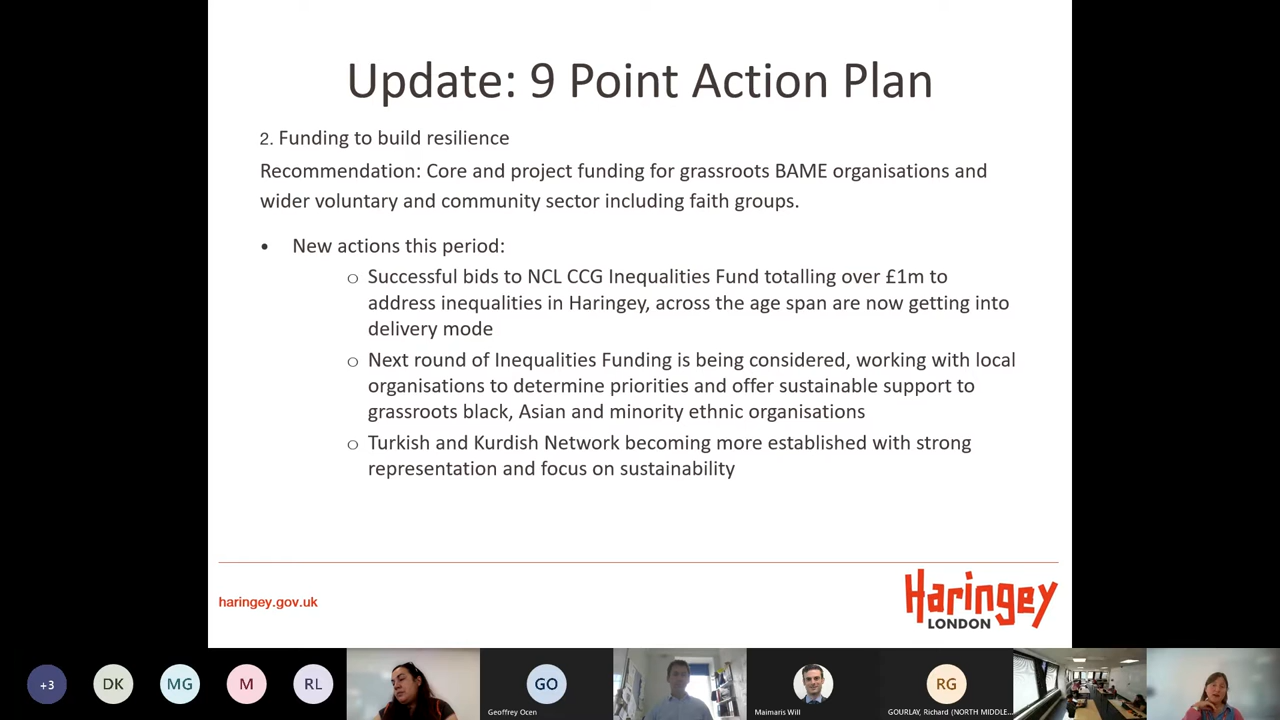 Update: 9 Point Action Plan
2. Funding to build resilience
Recommendation: Core and project funding for grassroots BAME organisations and
wider voluntary and community sector including faith groups.
• New actions this period:
o Successful bids to NCL CCG Inequalities Fund totalling over £1m to
address inequalities in Haringey, across the age span are now getting into
delivery mode
o Next round of Inequalities Funding is being considered, working with local
organisations to determine priorities and offer sustainable support to
grassroots black, Asian and minority ethnic organisations
o Turkish and Kurdish Network becoming more established with strong
representation and focus on sustainability
haringey.gov.uk
Haringey
LONDON
+3
DK
MG
M
RL
GO
Geoffrey Ocen
Maimaris Will
RG
GOURLAY, Richard (NORTH MIDDLE...